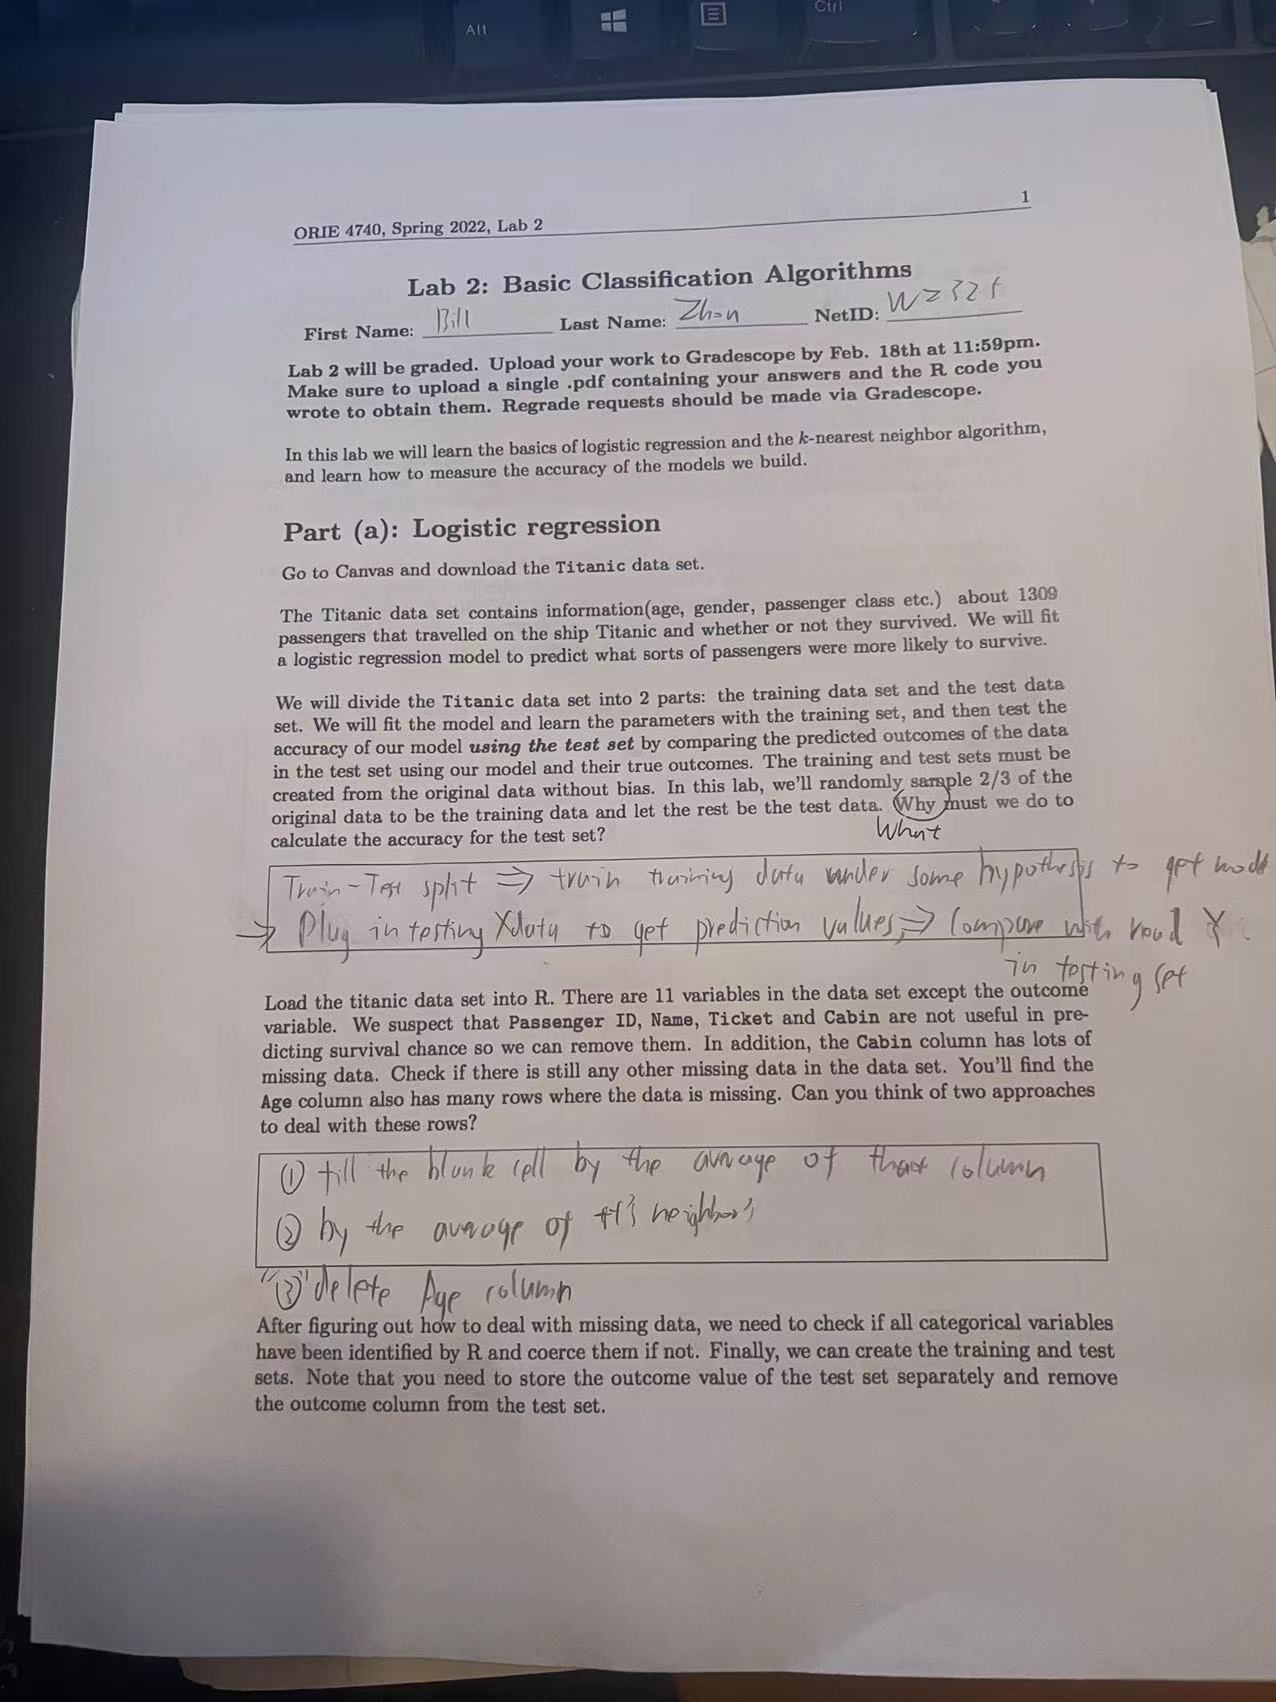 Alt
Ctrl
1
ORIE 4740, Spring 2022, Lab 2
Lab 2: Basic Classification Algorithms
First Name: Bill Last Name: NetID:
Lab 2 will be graded. Upload your work to Gradescope by Feb. 18th at 11:59pm.
Make sure to upload a single .pdf containing your answers and the R code you
wrote to obtain them. Regrade requests should be made via Gradescope.
In this lab we will learn the basics of logistic regression and the k-nearest neighbor algorithm,
and learn how to measure the accuracy of the models we build.
Part (a): Logistic regression
Go to Canvas and download the Titanic data set.
The Titanic data set contains information(age, gender, passenger class etc.) about 1309
passengers that travelled on the ship Titanic and whether or not they survived. We will fit
a logistic regression model to predict what sorts of passengers were more likely to survive.
We will divide the Titanic data set into 2 parts: the training data set and the test data
set. We will fit the model and learn the parameters with the training set, and then test the
accuracy of our model using the test set by comparing the predicted outcomes of the data
in the test set using our model and their true outcomes. The training and test sets must be
created from the original data without bias. In this lab, we'll randomly sample 2/3 of the
original data to be the training data and let the rest be the test data. Why must we do to
What
calculate the accuracy for the test set?
Train-Test split ⇒ train training data under some hypothesis to get
→ Plug in testing X data to get prediction values, ⇒ Compare with Y
in testing set
Load the titanic data set into R. There are 11 variables in the data set except the outcome
variable. We suspect that Passenger ID, Name, Ticket and Cabin are not useful in pre-
dicting survival chance so we can remove them. In addition, the Cabin column has lots of
missing data. Check if there is still any other missing data in the data set. You'll find the
Age column also has many rows where the data is missing. Can you think of two approaches
to deal with these rows?
① fill the blank cell by the average of that column
② by the average of it's neighbors
"③" delete Age column
After figuring out how to deal with missing data, we need to check if all categorical variables
have been identified by R and coerce them if not. Finally, we can create the training and test
sets. Note that you need to store the outcome value of the test set separately and remove
the outcome column from the test set.